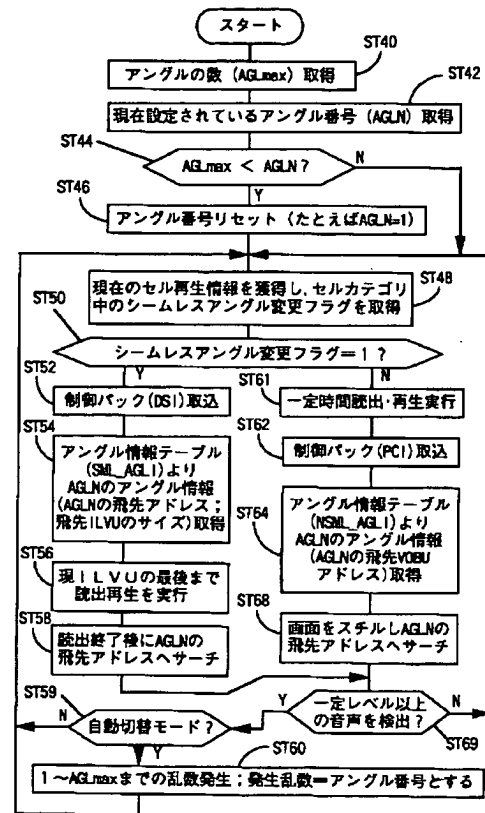 スタート
ST40
アングルの数(AGLmax)取得
ST42
現在設定されているアングル番号(AGLN)取得
ST44
AGLmax < AGLN?
N
Y
ST46
アングル番号リセット(たとえばAGLN=1)
ST48
現在のセル再生情報を獲得し、セルカテゴリ
中のシームレスアングル変更フラグを取得
ST50
シームレスアングル変更フラグ=1?
Y
N
ST52
制御パック(DSI)取込
ST54
アングル情報テーブル
(SML_AGLI)より
AGLNのアングル情報
(AGLNの飛先アドレス;
飛先ILVUのサイズ)取得
ST56
現ILVUの最後まで
読出再生を実行
ST58
読出終了後にAGLNの
飛先アドレスへサーチ
ST61
一定時間読出・再生実行
ST62
制御パック(PCI)取込
ST64
アングル情報テーブル
(NSML_AGLI)より
AGLNのアングル情報
(AGLNの飛先VOBU
アドレス)取得
ST68
画面をスチルしAGLNの
飛先アドレスへサーチ
ST69
一定レベル以上
の音声を検出?
Y
N
ST59
自動切替モード?
N
Y
ST60
1~AGLmaxまでの乱数発生;発生乱数=アングル番号とする